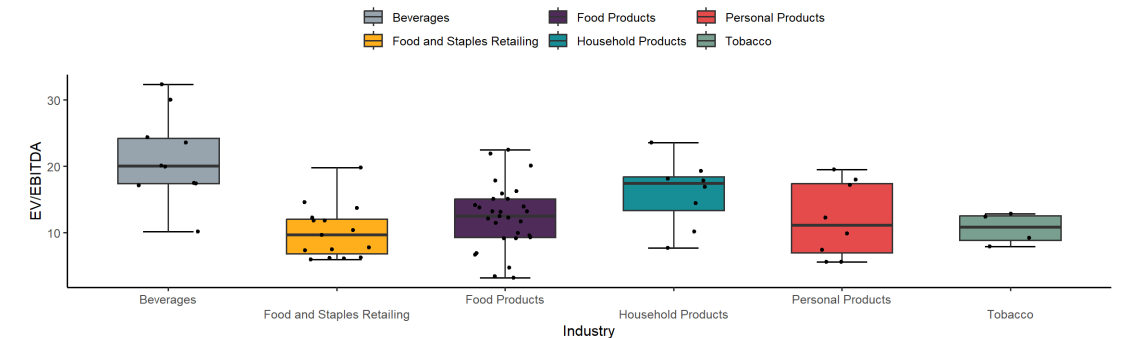 Beverages Food Products Personal Products
Food and Staples Retailing Household Products Tobacco
EV/EBITDA
30
20
10
Beverages Food Products Personal Products
Food and Staples Retailing Household Products Tobacco
Industry